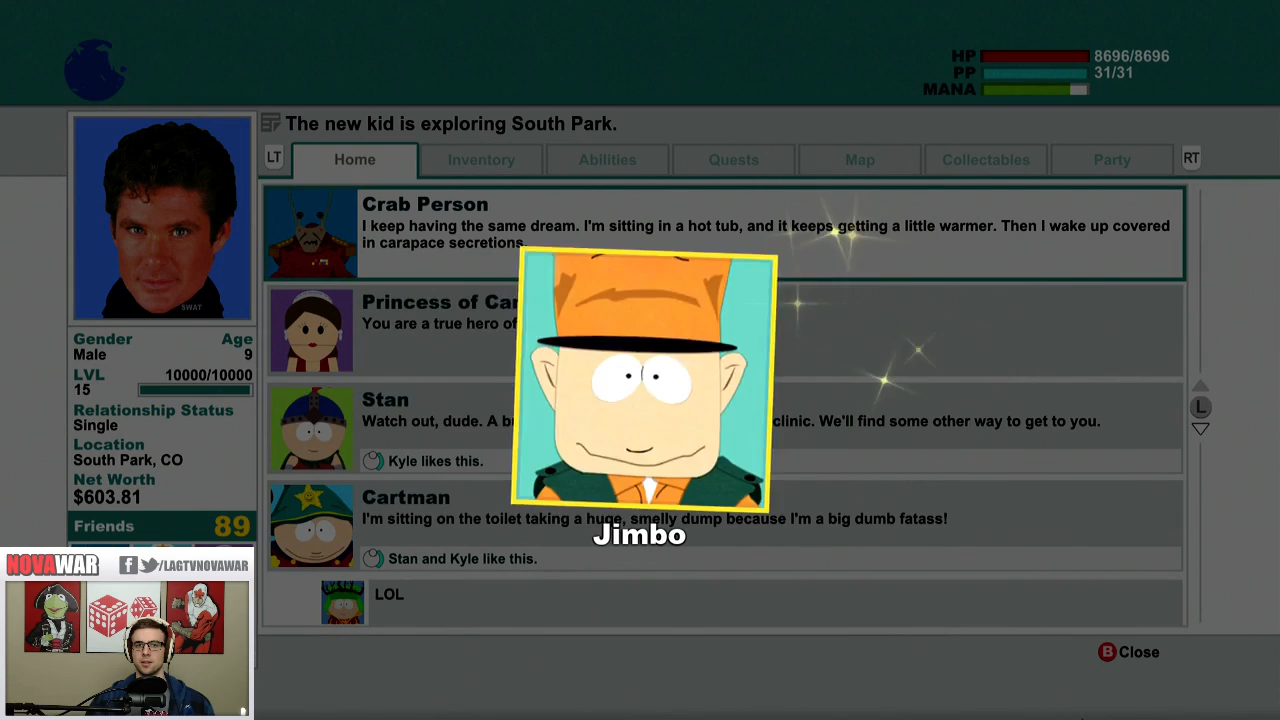 HP 8696/8696
PP 31/31
MANA
The new kid is exploring South Park.
LT Home Inventory Abilities Quests Map Collectables Party RT
Crab Person
I keep having the same dream. I'm sitting in a hot tub, and it keeps getting a little warmer. Then I wake up covered
in carapace secretions.
Princess of Ca
You are a true hero of
Stan
Watch out, dude. A b clinic. We'll find some other way to get to you.
Kyle likes this.
Cartman
I'm sitting on the toilet taking a huge, smelly dump because I'm a big dumb fatass!
Stan and Kyle like this.
LOL
Jimbo
SWAT
Gender Age
Male 9
LVL 10000/10000
15
Relationship Status
Single
Location
South Park, CO
Net Worth
$603.81
Friends 89
L
B Close
NOVAWAR f /LAGTVNOVAWAR